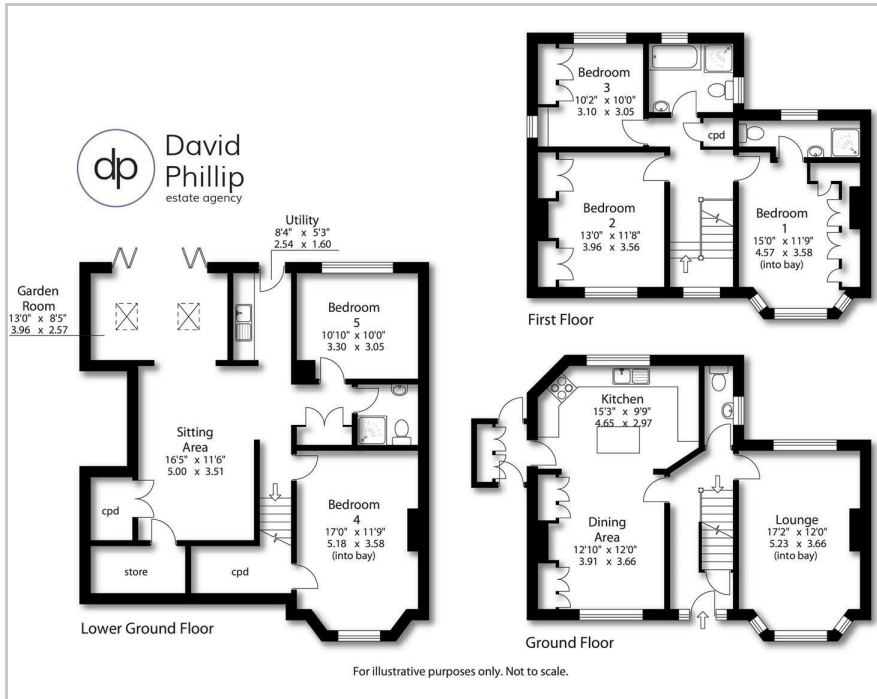 dp
David
Phillip
estate agency
Utility
8'4" x 5'3"
2.54 x 1.60
Garden
Room
13'0" x 8'5"
3.96 x 2.57
Bedroom
5
10'10" x 10'0"
3.30 x 3.05
Sitting
Area
16'5" x 11'6"
5.00 x 3.51
cpd
store
cpd
Bedroom
4
17'0" x 11'9"
5.18 x 3.58
(into bay)
Lower Ground Floor
Bedroom
3
10'2" x 10'0"
3.10 x 3.05
cpd
Bedroom
2
13'0" x 11'8"
3.96 x 3.56
Bedroom
1
15'0" x 11'9"
4.57 x 3.58
(into bay)
First Floor
Kitchen
15'3" x 9'9"
4.65 x 2.97
Dining
Area
12'10" x 12'0"
3.91 x 3.66
Lounge
17'2" x 12'0"
5.23 x 3.66
(into bay)
Ground Floor
For illustrative purposes only. Not to scale.